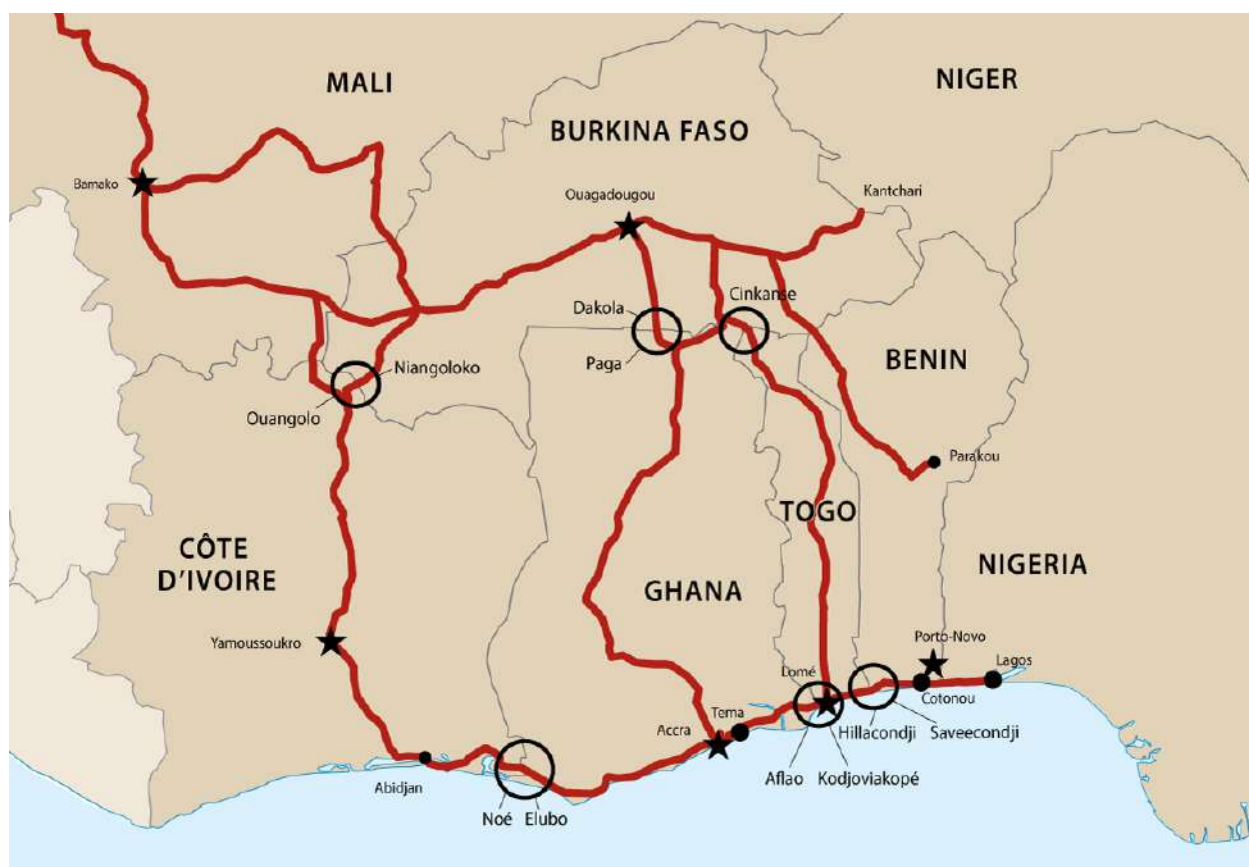 MALI
NIGER
BURKINA FASO
Bamako
Ouagadougou
Kantchari
Dakola
Cinkanse
Paga
BENIN
Niangoloko
Ouangolo
Parakou
TOGO
CÔTE
D'IVOIRE
GHANA
NIGERIA
Yamoussoukro
Porto-Novo
Lomé
Lagos
Cotonou
Tema
Accra
Hillacondji
Saveecondji
Abidjan
Aflao
Kodjoviakopé
Noé
Elubo